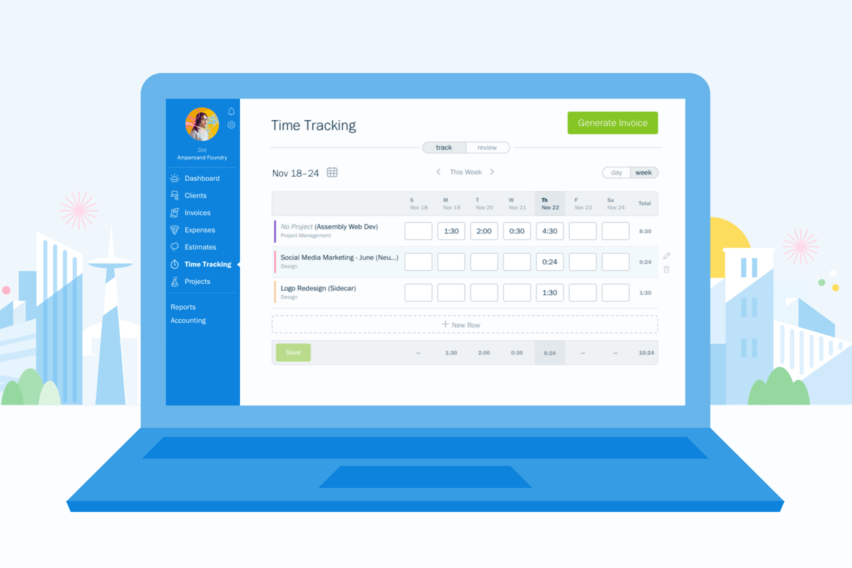 Dot
Ampersand Foundry
Dashboard
Clients
Invoices
Expenses
Estimates
Time Tracking
Projects
Reports
Accounting
Time Tracking
Generate Invoice
track review
Nov 18–24
This Week
day week
S M T W Th F Sa
Nov 18 Nov 19 Nov 20 Nov 21 Nov 22 Nov 23 Nov 24 Total
No Project (Assembly Web Dev)
Project Management
1:30 2:00 0:30 4:30 8:30
Social Media Marketing - June (Neu...)
Design
0:24 0:24
Logo Redesign (Sidecar)
Design
1:30 1:30
+ New Row
Save – 1:30 2:00 0:30 6:24 – – 10:24